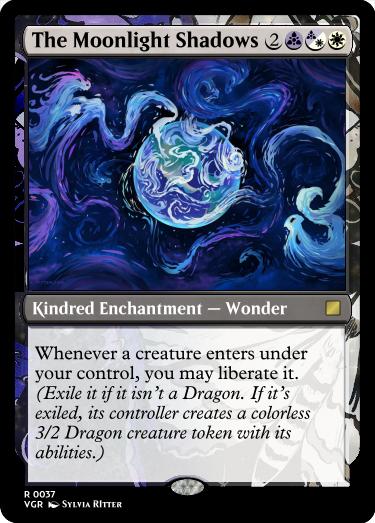 The Moonlight Shadows 2
Kindred Enchantment — Wonder
Whenever a creature enters under
your control, you may liberate it.
(Exile it if it isn't a Dragon. If it's
exiled, its controller creates a colorless
3/2 Dragon creature token with its
abilities.)
R 0037
VGR SYLVIA RITTER